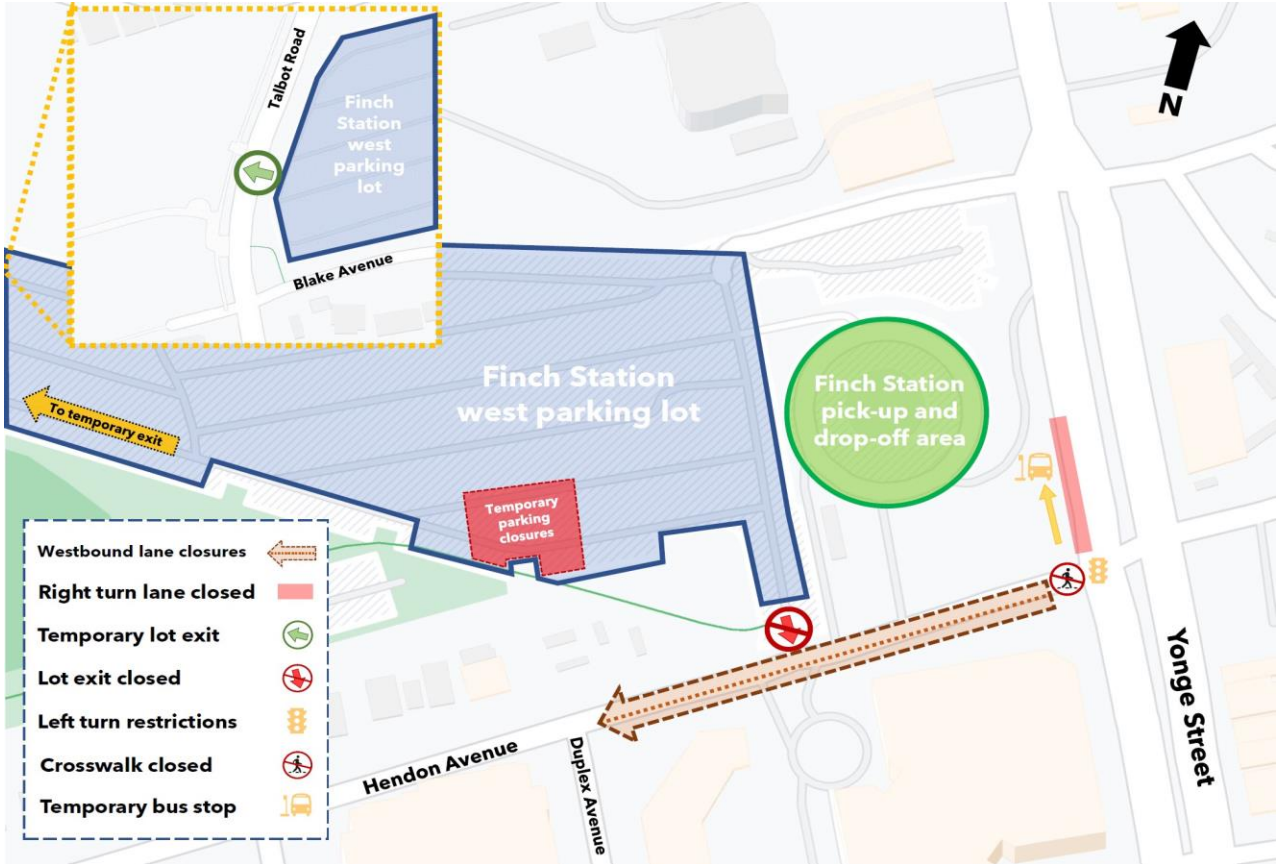 Talbot Road
Finch
Station
west
parking
lot
Blake Avenue
N
To temporary exit
Finch Station
west parking lot
Finch Station
pick-up and
drop-off area
Temporary
parking
closures
Westbound lane closures
Right turn lane closed
Temporary lot exit
Lot exit closed
Left turn restrictions
Crosswalk closed
Temporary bus stop
Hendon Avenue
Duplex Avenue
Yonge Street